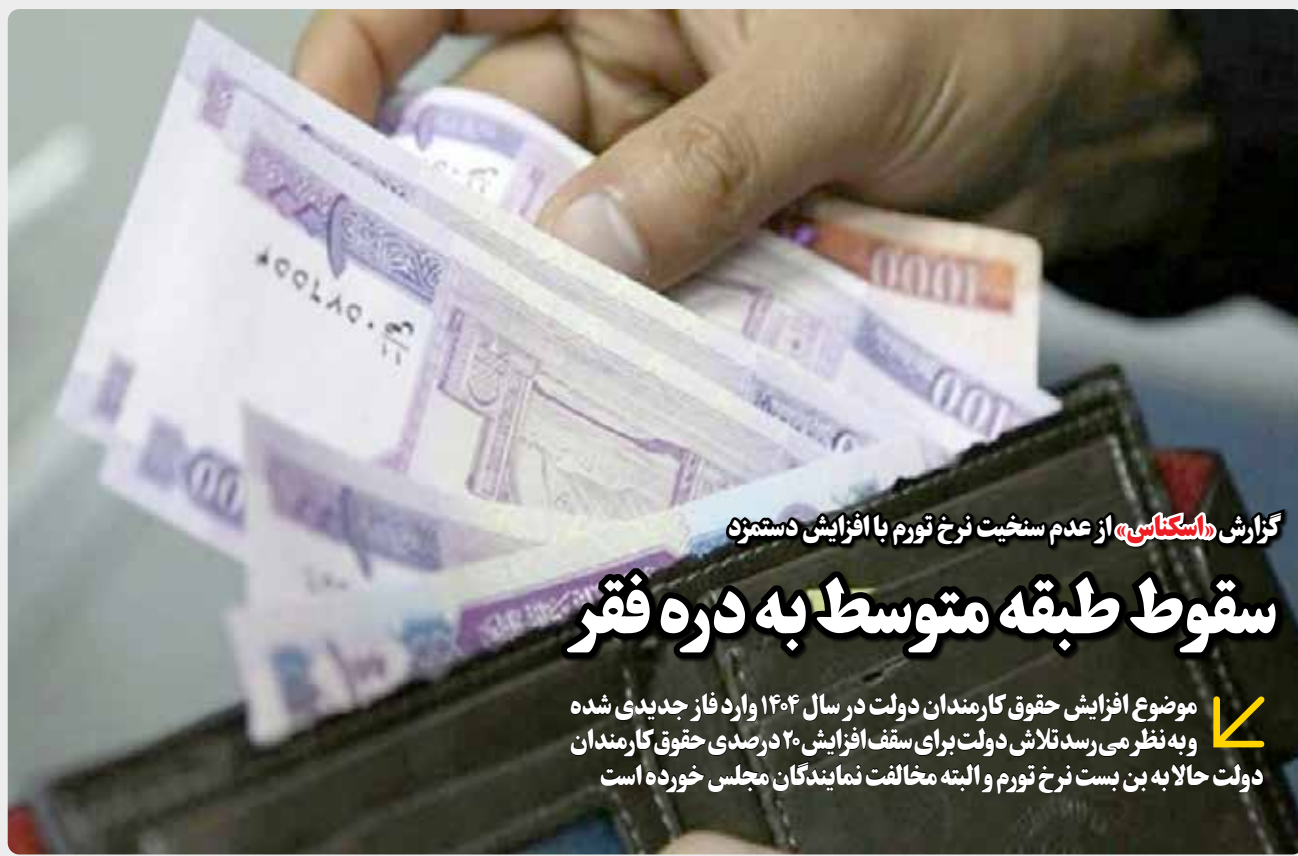 گزارش «اسکناس» از عدم سنخیت نرخ تورم با افزایش دستمزد
سقوط طبقه متوسط به دره فقر
موضوع افزایش حقوق کارمندان دولت در سال ۱۴۰۴ وارد فاز جدیدی شده
و به نظر می رسد تلاش دولت برای سقف افزایش ۲۰ درصدی حقوق کارمندان
دولت حالا به بن بست نرخ تورم و البته مخالفت نمایندگان مجلس خورده است
1000
100